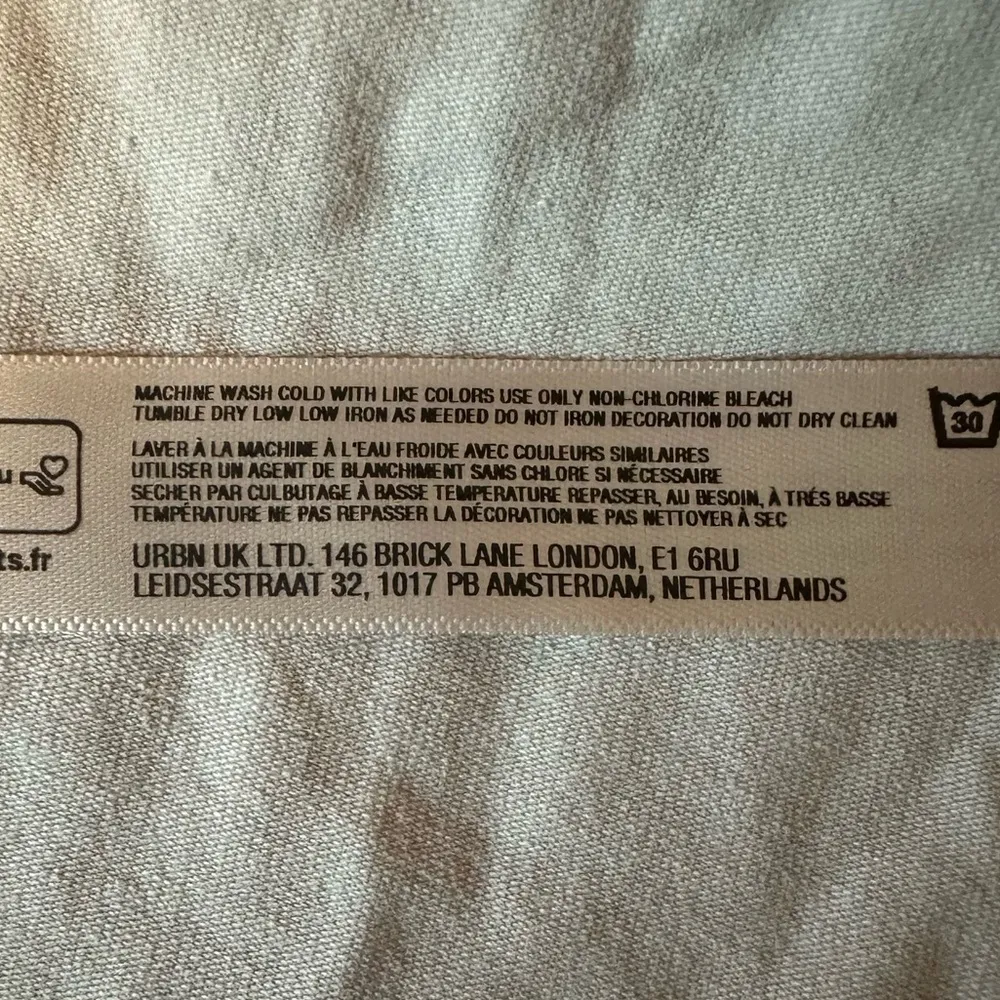 MACHINE WASH COLD WITH LIKE COLORS USE ONLY NON-CHLORINE BLEACH
TUMBLE DRY LOW LOW IRON AS NEEDED DO NOT IRON DECORATION DO NOT DRY CLEAN
30
LAVER À LA MACHINE À L'EAU FROIDE AVEC COULEURS SIMILAIRES
UTILISER UN AGENT DE BLANCHIMENT SANS CHLORE SI NÉCESSAIRE
SECHER PAR CULBUTAGE À BASSE TEMPERATURE REPASSER, AU BESOIN, À TRÉS BASSE
TEMPÉRATURE NE PAS REPASSER LA DÉCORATION NE PAS NETTOYER À SEC
u
ts.fr
URBN UK LTD. 146 BRICK LANE LONDON, E1 6RU
LEIDSESTRAAT 32, 1017 PB AMSTERDAM, NETHERLANDS